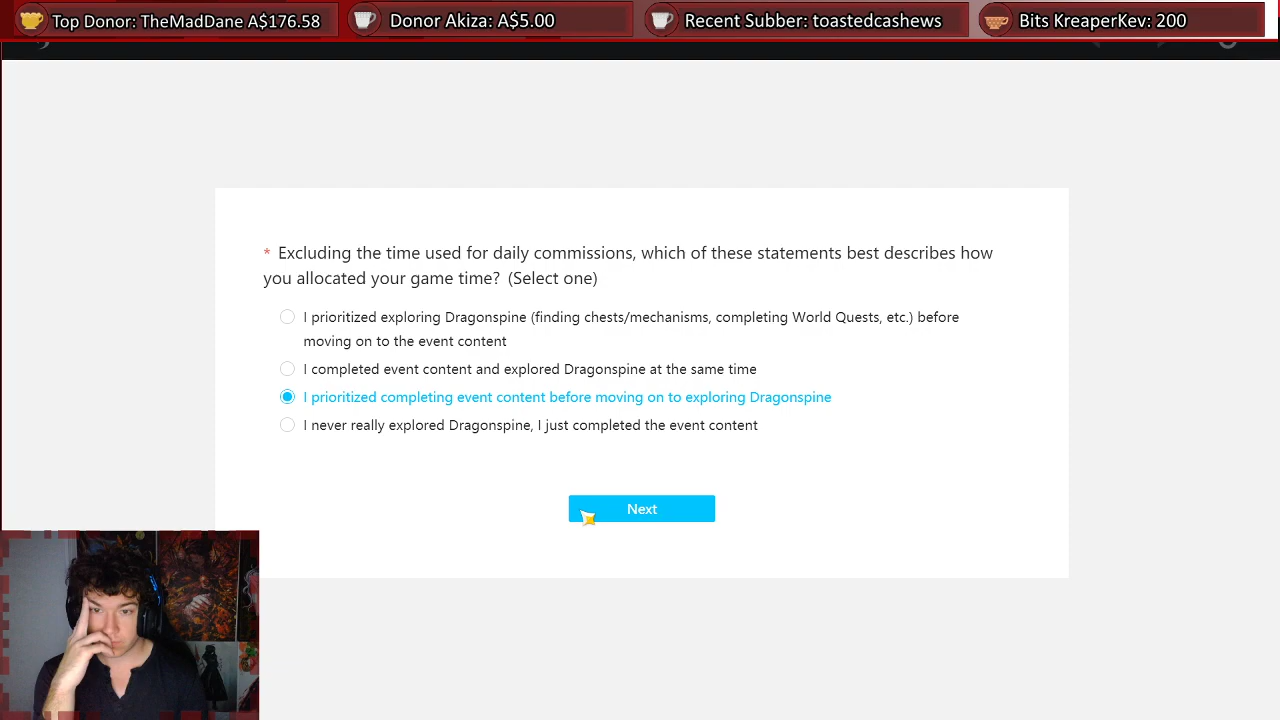 Top Donor: TheMadDane A$176.58
Donor Akiza: A$5.00
Recent Subber: toastedcashews
Bits KreaperKev: 200
* Excluding the time used for daily commissions, which of these statements best describes how
you allocated your game time? (Select one)
I prioritized exploring Dragonspine (finding chests/mechanisms, completing World Quests, etc.) before
moving on to the event content
I completed event content and explored Dragonspine at the same time
I prioritized completing event content before moving on to exploring Dragonspine
I never really explored Dragonspine, I just completed the event content
Next